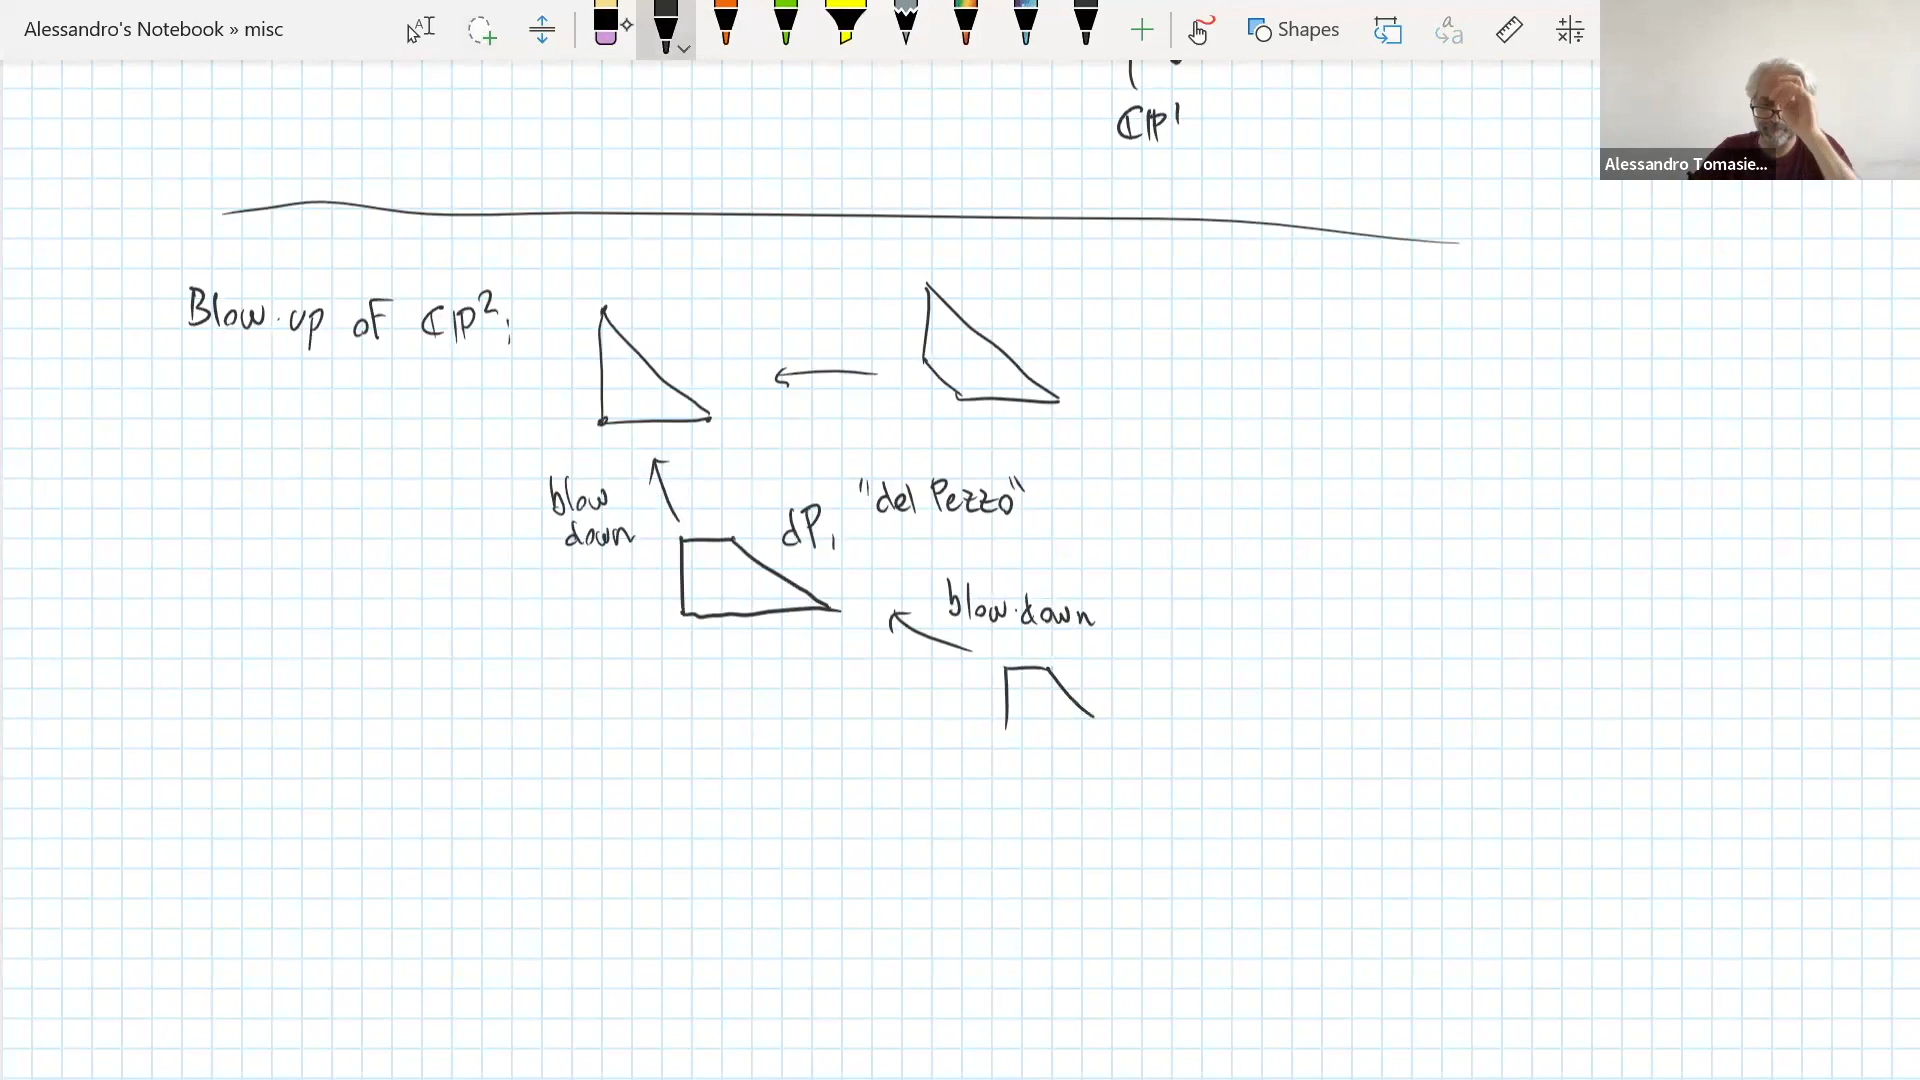 Alessandro's Notebook » misc
Shapes
Alessandro Tomasie...
ℂℙ¹
Blow-up of ℂℙ²:
blow
down
dP₁
"del Pezzo"
blow-down